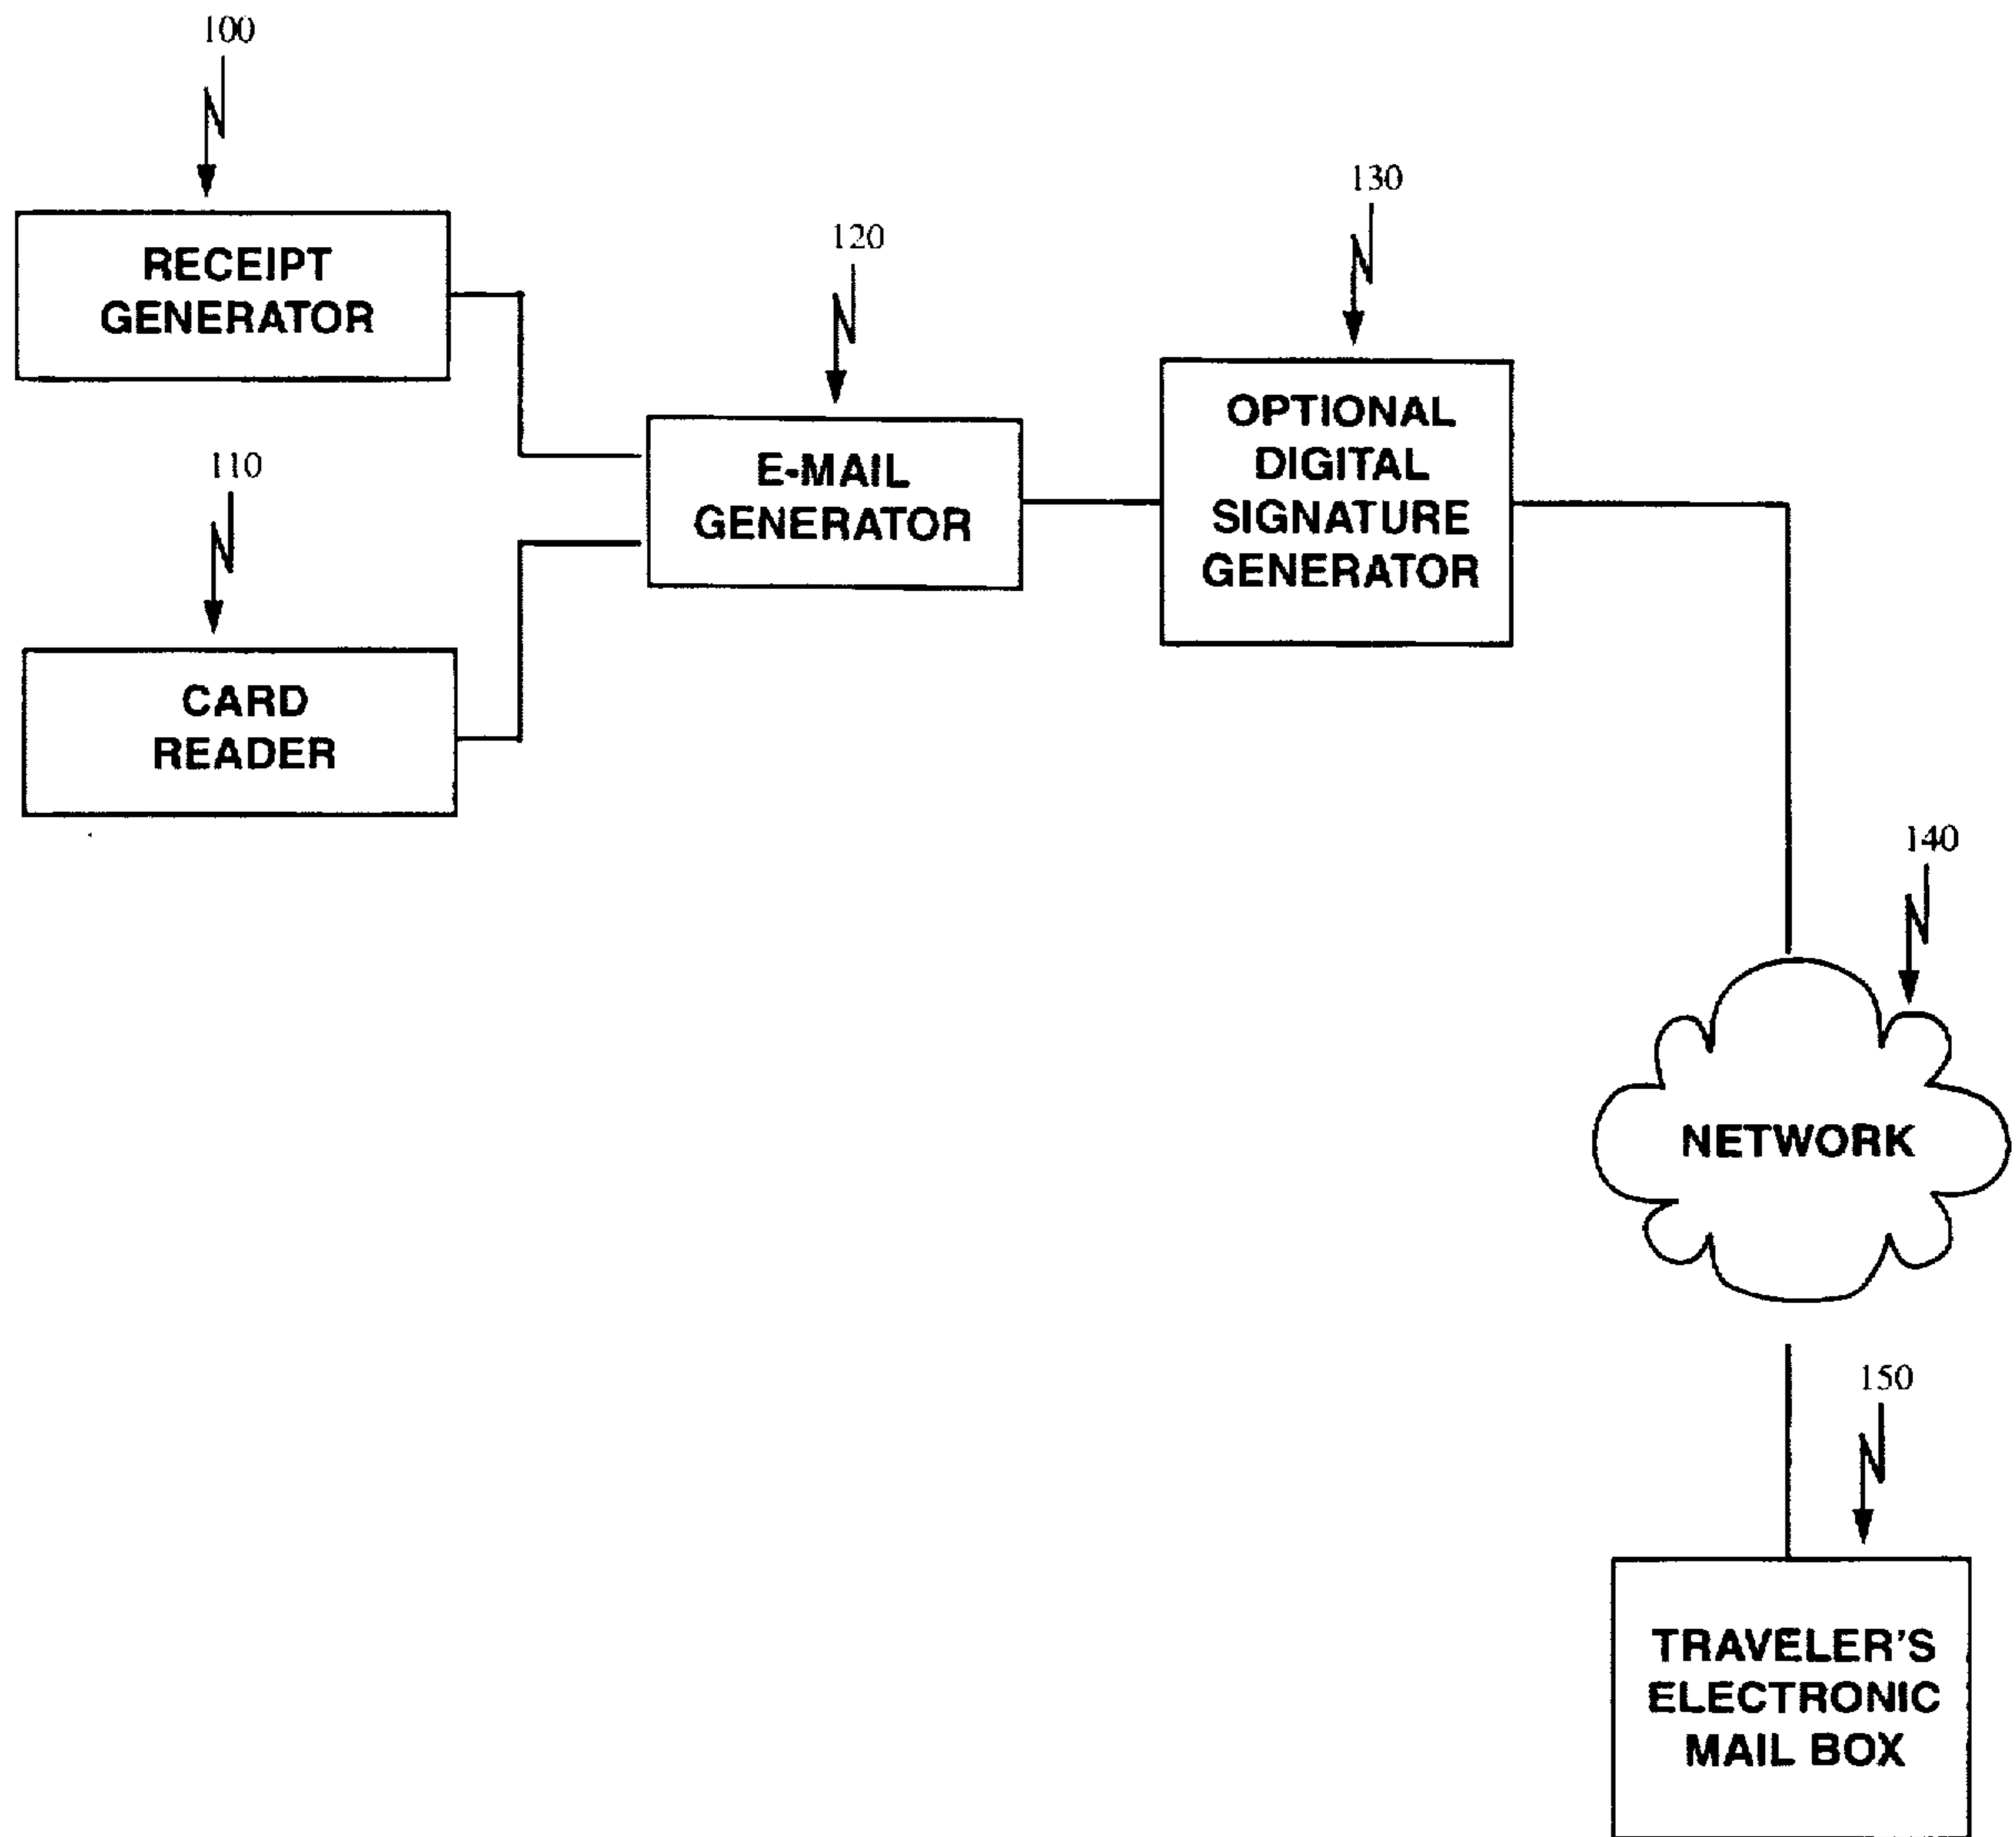 100
RECEIPT
GENERATOR
110
CARD
READER
120
E-MAIL
GENERATOR
130
OPTIONAL
DIGITAL
SIGNATURE
GENERATOR
140
NETWORK
150
TRAVELER'S
ELECTRONIC
MAIL BOX